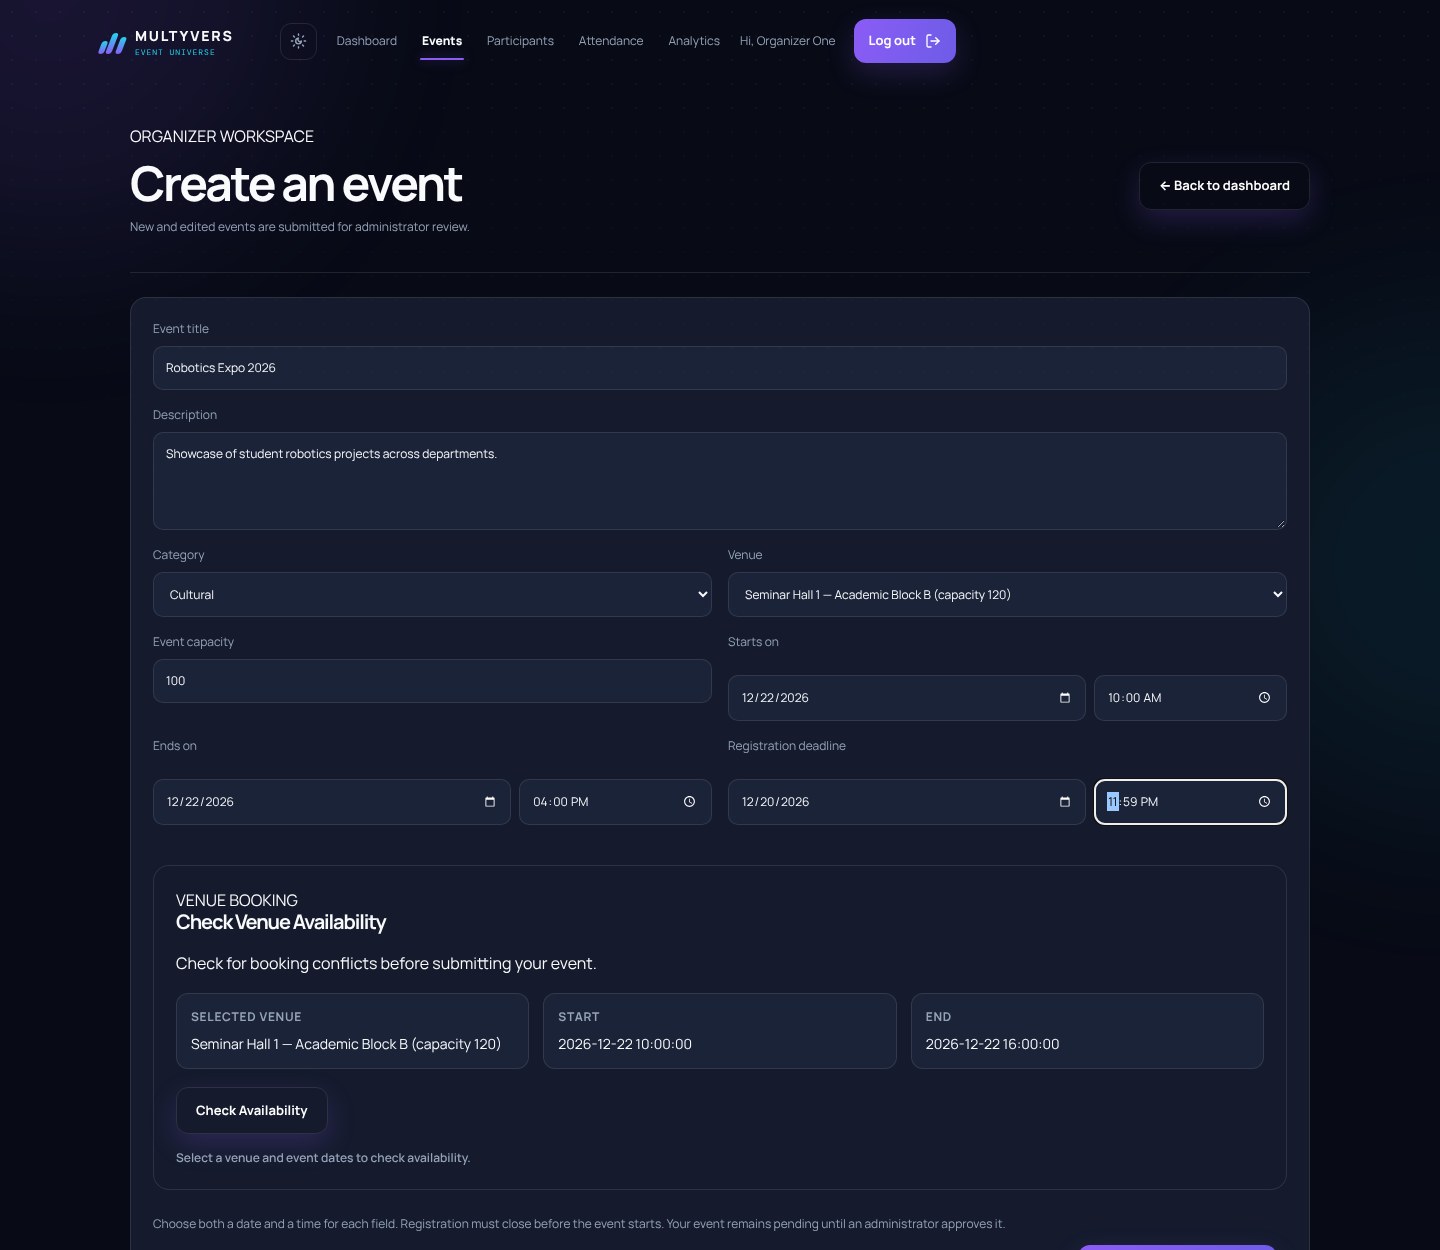 MULTYVERS
EVENT UNIVERSE
Dashboard
Events
Participants
Attendance
Analytics
Hi, Organizer One
Log out
ORGANIZER WORKSPACE
Create an event
New and edited events are submitted for administrator review.
← Back to dashboard
Event title
Robotics Expo 2026
Description
Showcase of student robotics projects across departments.
Category
Venue
Cultural
Seminar Hall 1 — Academic Block B (capacity 120)
Event capacity
Starts on
100
12/22/2026
10:00 AM
Ends on
Registration deadline
12/22/2026
04:00 PM
12/20/2026
11:59 PM
VENUE BOOKING
Check Venue Availability
Check for booking conflicts before submitting your event.
SELECTED VENUE
Seminar Hall 1 — Academic Block B (capacity 120)
START
2026-12-22 10:00:00
END
2026-12-22 16:00:00
Check Availability
Select a venue and event dates to check availability.
Choose both a date and a time for each field. Registration must close before the event starts. Your event remains pending until an administrator approves it.